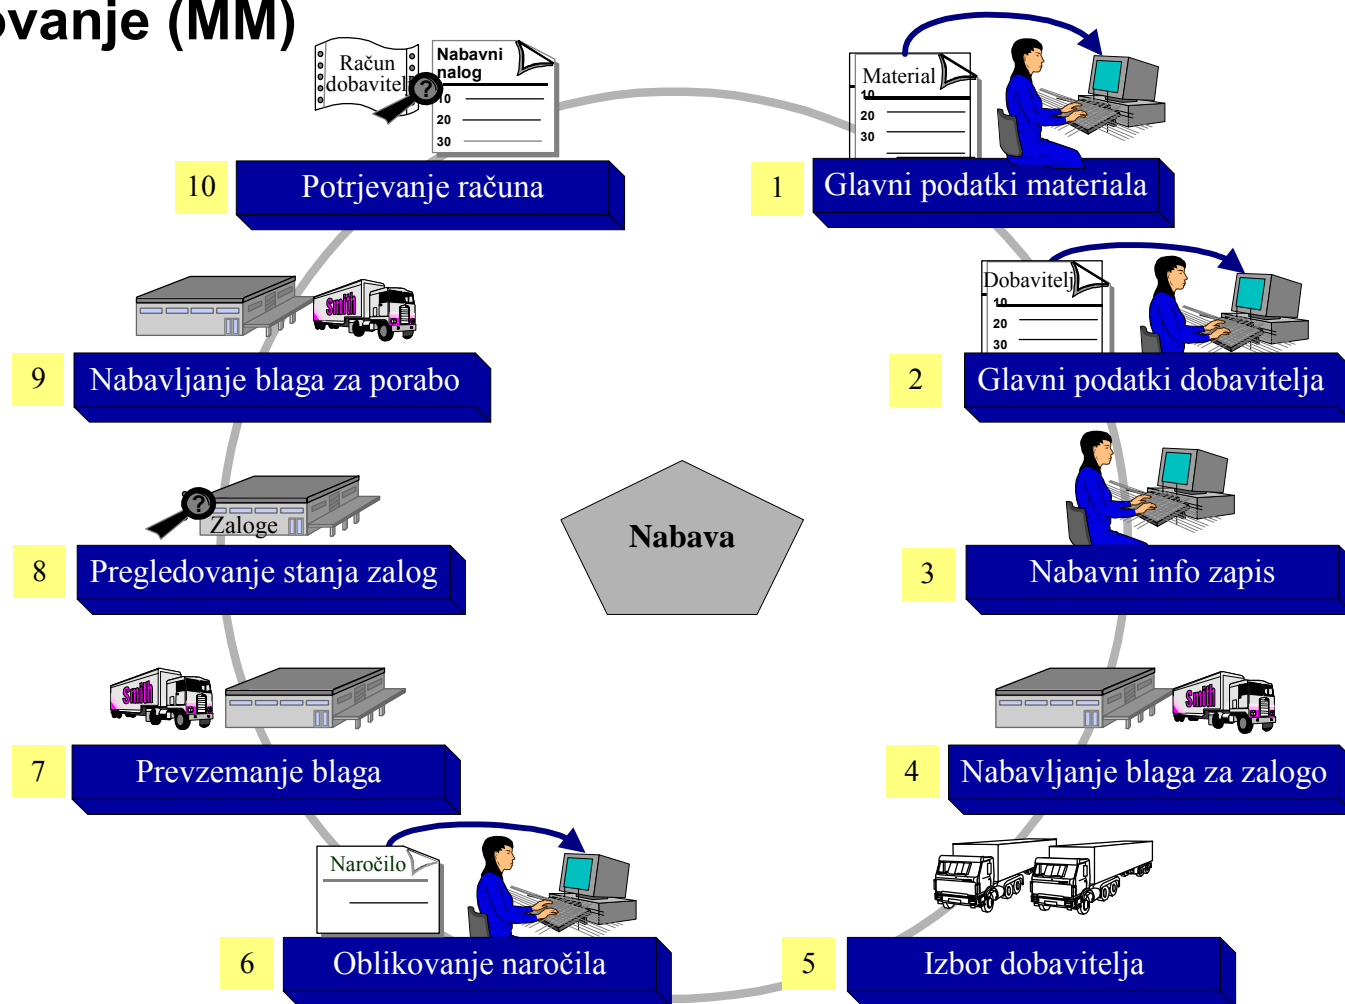 ovanje (MM)
Račun
dobavitelj
Nabavni
nalog
10
20
30
10 Potrjevanje računa
Material
10
20
30
1 Glavni podatki materiala
Dobavitelj
10
20
30
2 Glavni podatki dobavitelja
Smith
9 Nabavljanje blaga za porabo
?
Zaloge
8 Pregledovanje stanja zalog
Nabava
3 Nabavni info zapis
Smith
7 Prevzemanje blaga
Smith
4 Nabavljanje blaga za zalogo
Naročilo
6 Oblikovanje naročila
5 Izbor dobavitelja